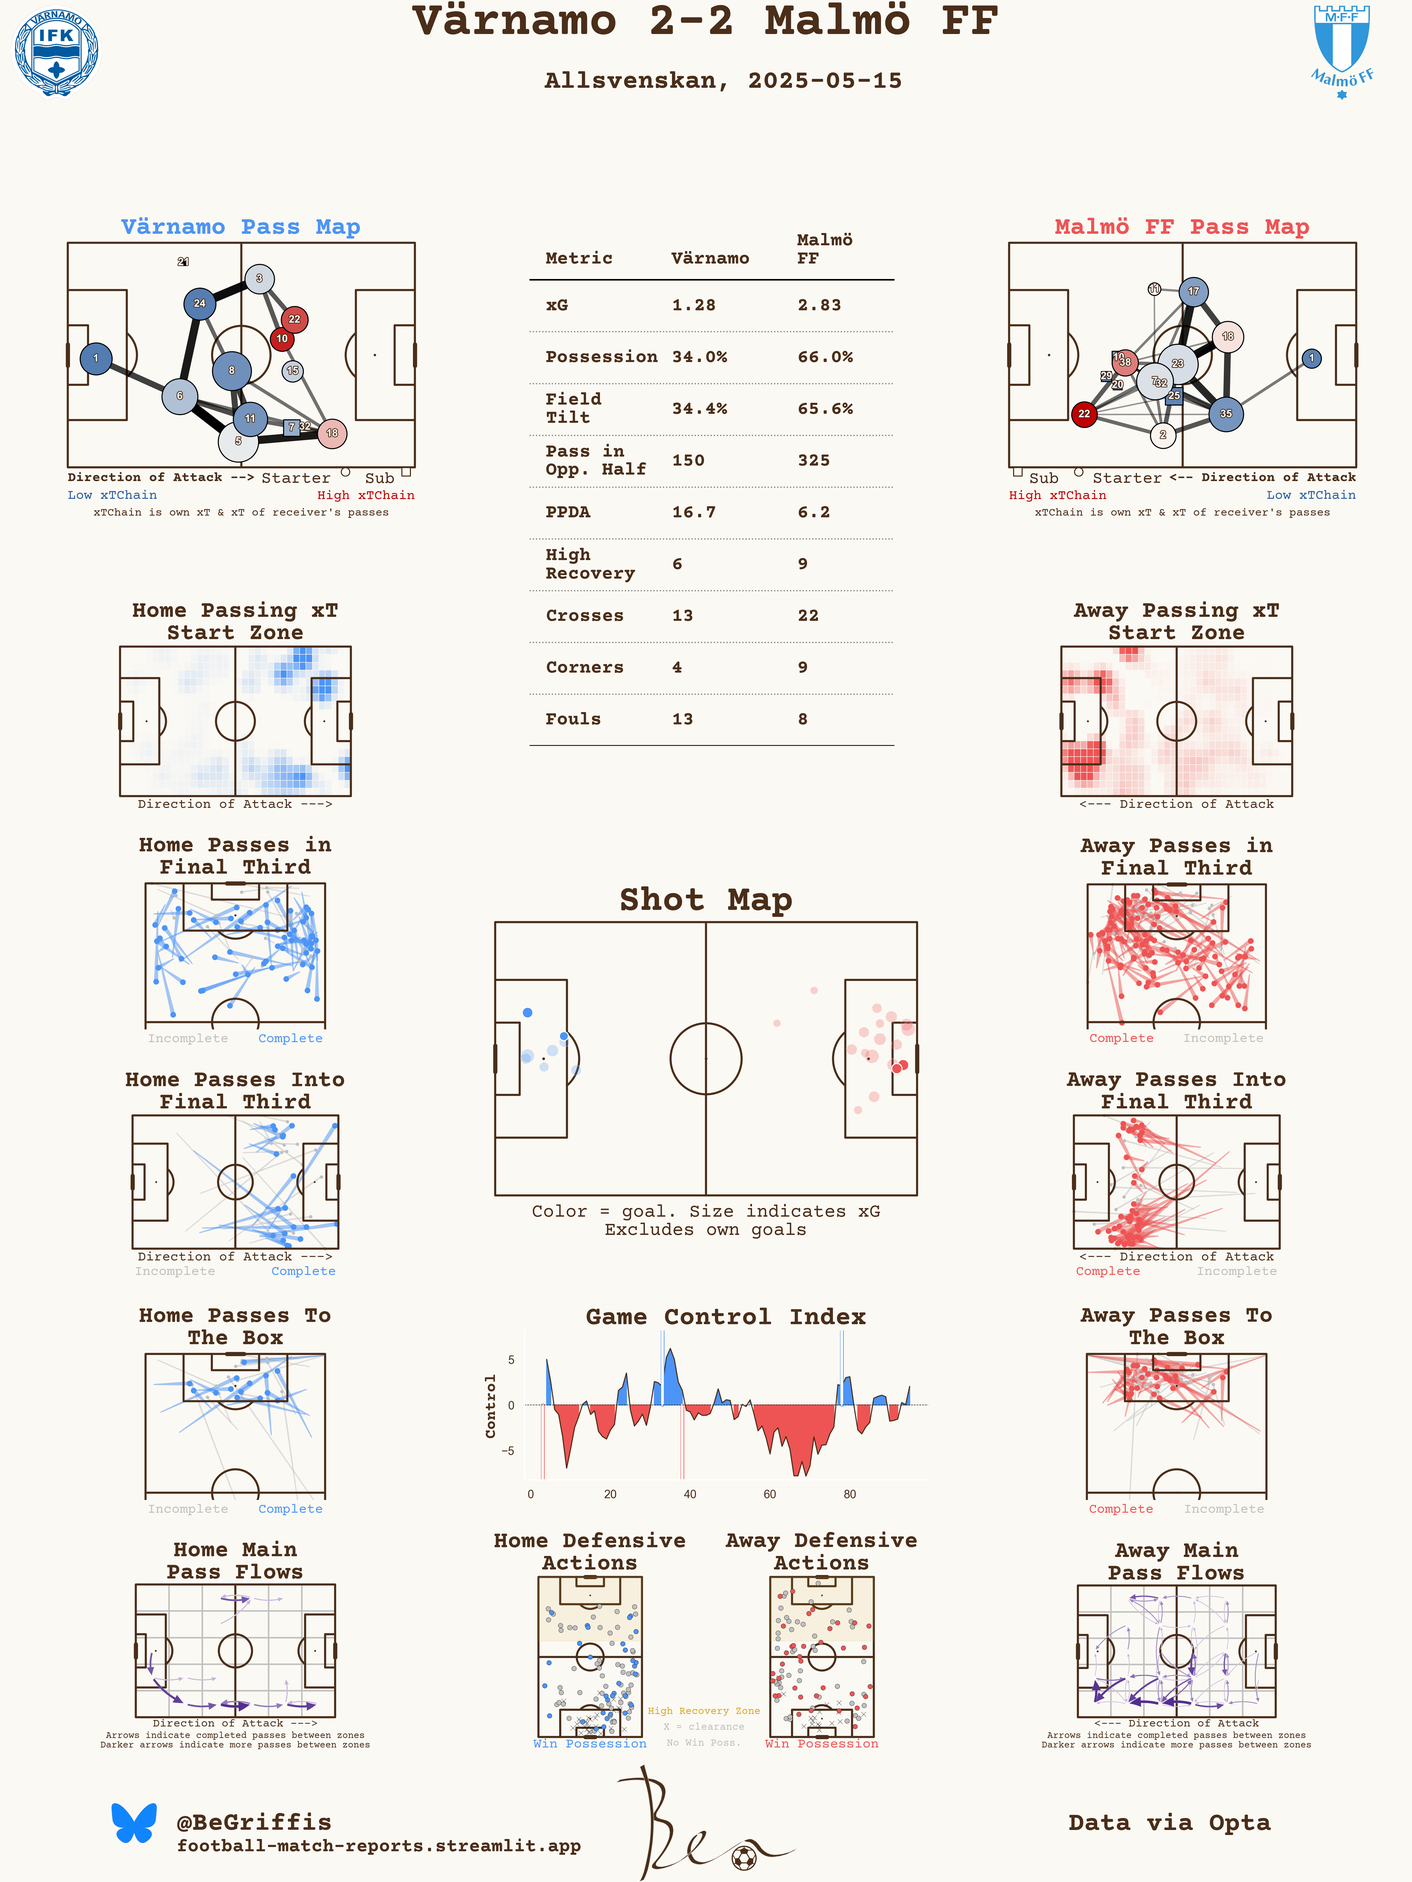 Värnamo 2-2 Malmö FF
Allsvenskan, 2025-05-15
VÄRNAMO
IFK
M·F·F
Malmö FF
Värnamo Pass Map
24
3
22
10
1
8
15
6
11
7
32
5
18
Direction of Attack --> Starter Sub
Low xTChain High xTChain
xTChain is own xT & xT of receiver's passes
Metric Värnamo Malmö FF
xG 1.28 2.83
Possession 34.0% 66.0%
Field Tilt 34.4% 65.6%
Pass in Opp. Half 150 325
PPDA 16.7 6.2
High Recovery 6 9
Crosses 13 22
Corners 4 9
Fouls 13 8
Malmö FF Pass Map
11
17
18
38
23
1
29
20
7
32
25
22
35
2
Sub Starter <-- Direction of Attack
High xTChain Low xTChain
xTChain is own xT & xT of receiver's passes
Home Passing xT
Start Zone
Direction of Attack --->
Away Passing xT
Start Zone
<--- Direction of Attack
Home Passes in
Final Third
Incomplete Complete
Shot Map
Color = goal. Size indicates xG
Excludes own goals
Away Passes in
Final Third
Complete Incomplete
Home Passes Into
Final Third
Direction of Attack --->
Incomplete Complete
Away Passes Into
Final Third
<--- Direction of Attack
Complete Incomplete
Home Passes To
The Box
Incomplete Complete
Game Control Index
Control
5
0
−5
0 20 40 60 80
Away Passes To
The Box
Complete Incomplete
Home Main
Pass Flows
Direction of Attack --->
Arrows indicate completed passes between zones
Darker arrows indicate more passes between zones
Home Defensive
Actions
Win Possession
High Recovery Zone
X = clearance
No Win Poss.
Away Defensive
Actions
Win Possession
Away Main
Pass Flows
<--- Direction of Attack
Arrows indicate completed passes between zones
Darker arrows indicate more passes between zones
@BeGriffis
football-match-reports.streamlit.app
Ben
Data via Opta